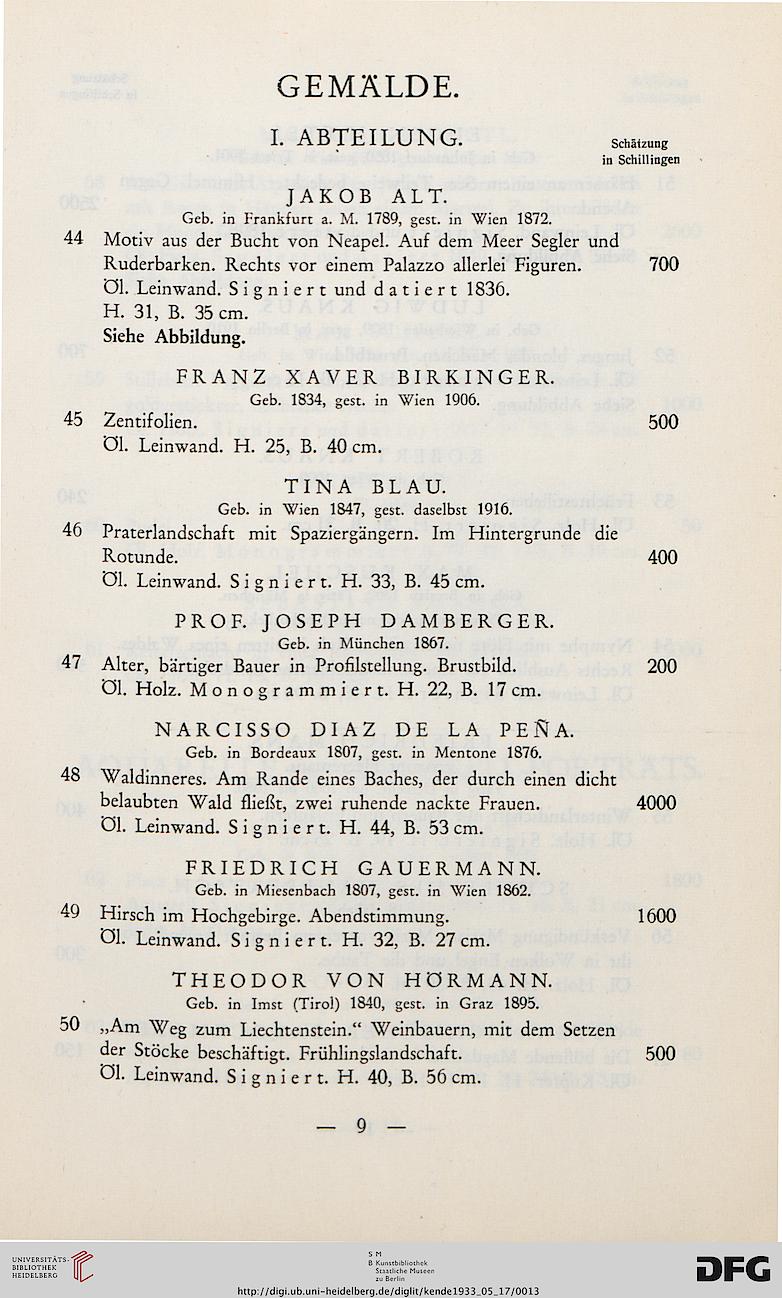 GEMÄLDE.
I. ABTEILUNG.
Schätzung
in Schillingen
JAKOB ALT.
Geb. in Frankfurt a. M. 1789, gest. in Wien 1872.
44 Motiv aus der Bucht von Neapel. Auf dem Meer Segler und
Ruderbarken. Rechts vor einem Palazzo allerlei Figuren. 700
Öl. Leinwand. Signiert und datiert 1836.
H. 31, B. 35 cm.
Siehe Abbildung.
FRANZ XAVER BIRKINGER.
Geb. 1834, gest. in Wien 1906.
45 Zentifolien. 500
Öl. Leinwand. H. 25, B. 40 cm.
TINA BLAU.
Geb. in Wien 1847, gest. daselbst 1916.
46 Praterlandschaft mit Spaziergängern. Im Hintergrunde die
Rotunde. 400
Öl. Leinwand. Signiert. H. 33, B. 45 cm.
PROF. JOSEPH DAMBERGER.
Geb. in München 1867.
47 Alter, bärtiger Bauer in Profilstellung. Brustbild. 200
Öl. Holz. Monogrammiert. H. 22, B. 17 cm.
NARCISSO DIAZ DE LA PEÑA.
Geb. in Bordeaux 1807, gest. in Mentone 1876.
48 Waldinneres. Am Rande eines Baches, der durch einen dicht
belaubten Wald fließt, zwei ruhende nackte Frauen. 4000
Öl. Leinwand. Signiert. H. 44, B. 53 cm.
FRIEDRICH GAUERMANN.
Geb. in Miesenbach 1807, gest. in Wien 1862.
49 Hirsch im Hochgebirge. Abendstimmung. 1600
Öl. Leinwand. Signiert. H. 32, B. 27 cm.
THEODOR VON HÖRMANN.
Geb. in Imst (Tirol) 1840, gest. in Graz 1895.
50 „Am Weg zum Liechtenstein.“ Weinbauern, mit dem Setzen
der Stöcke beschäftigt. Frühlingslandschaft. 500
Öl. Leinwand. Signiert. H. 40, B. 56 cm.
— 9 —
UNIVERSITÄTS-
BIBLIOTHEK
HEIDELBERG
S M
B Kunstbibliothek
Staatliche Museen
zu Berlin
DFG
http://digi.ub.uni-heidelberg.de/diglit/kende1933_05_17/0013